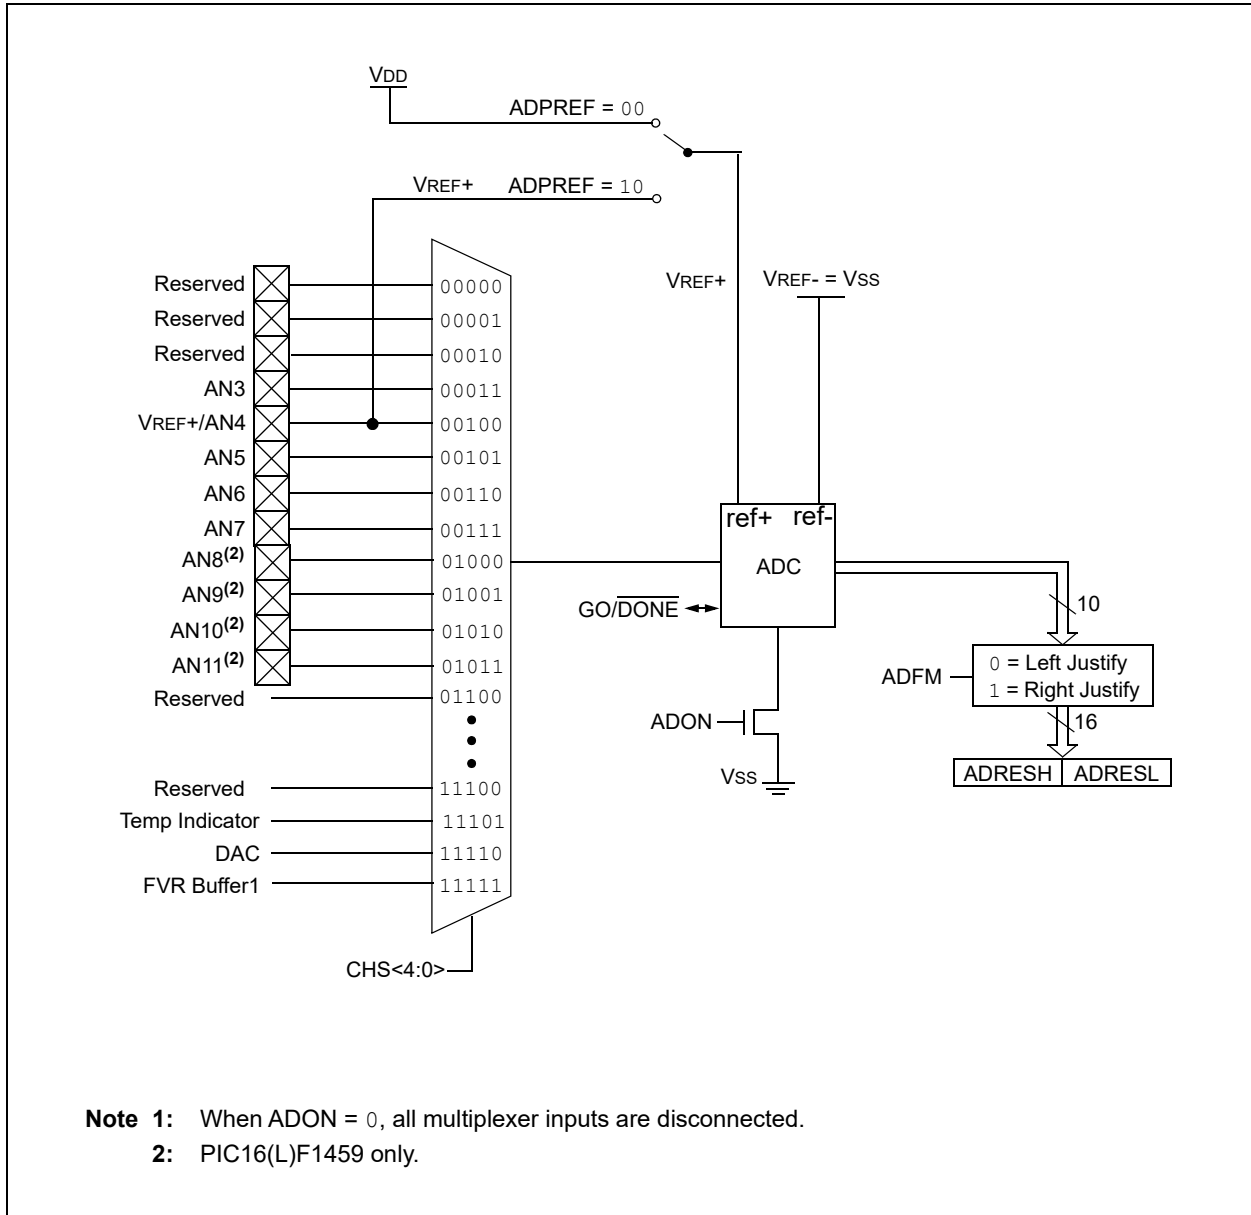 VDD
ADPREF = 00
VREF+ ADPREF = 10
VREF+
VREF- = VSS
Reserved 00000
Reserved 00001
Reserved 00010
AN3 00011
VREF+/AN4 00100
AN5 00101
AN6 00110
AN7 00111
AN8(2) 01000
AN9(2) 01001
AN10(2) 01010
AN11(2) 01011
Reserved 01100
Reserved 11100
Temp Indicator 11101
DAC 11110
FVR Buffer1 11111
CHS<4:0>
ref+ ref-
ADC
GO/DONE
ADON
VSS
10
ADFM
0 = Left Justify
1 = Right Justify
16
ADRESH ADRESL
Note 1: When ADON = 0, all multiplexer inputs are disconnected.
2: PIC16(L)F1459 only.